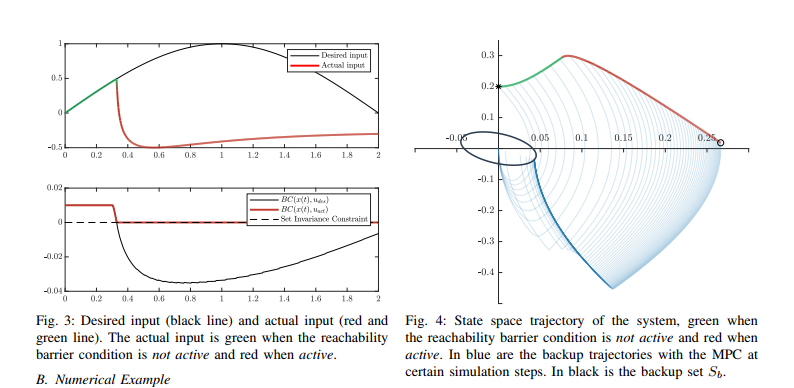 1
0.5
0
-0.5
0 0.2 0.4 0.6 0.8 1 1.2 1.4 1.6 1.8 2
Desired input
Actual input
0.02
0
-0.02
-0.04
0 0.2 0.4 0.6 0.8 1 1.2 1.4 1.6 1.8 2
BC(x(t), u_des)
BC(x(t), u_act)
Set Invariance Constraint
Fig. 3: Desired input (black line) and actual input (red and
green line). The actual input is green when the reachability
barrier condition is not active and red when active.
B. Numerical Example
0.3
0.2
0.1
-0.05 0.05 0.1 0.15 0.2 0.25
-0.1
-0.2
-0.3
-0.4
Fig. 4: State space trajectory of the system, green when
the reachability barrier condition is not active and red when
active. In blue are the backup trajectories with the MPC at
certain simulation steps. In black is the backup set S_b.